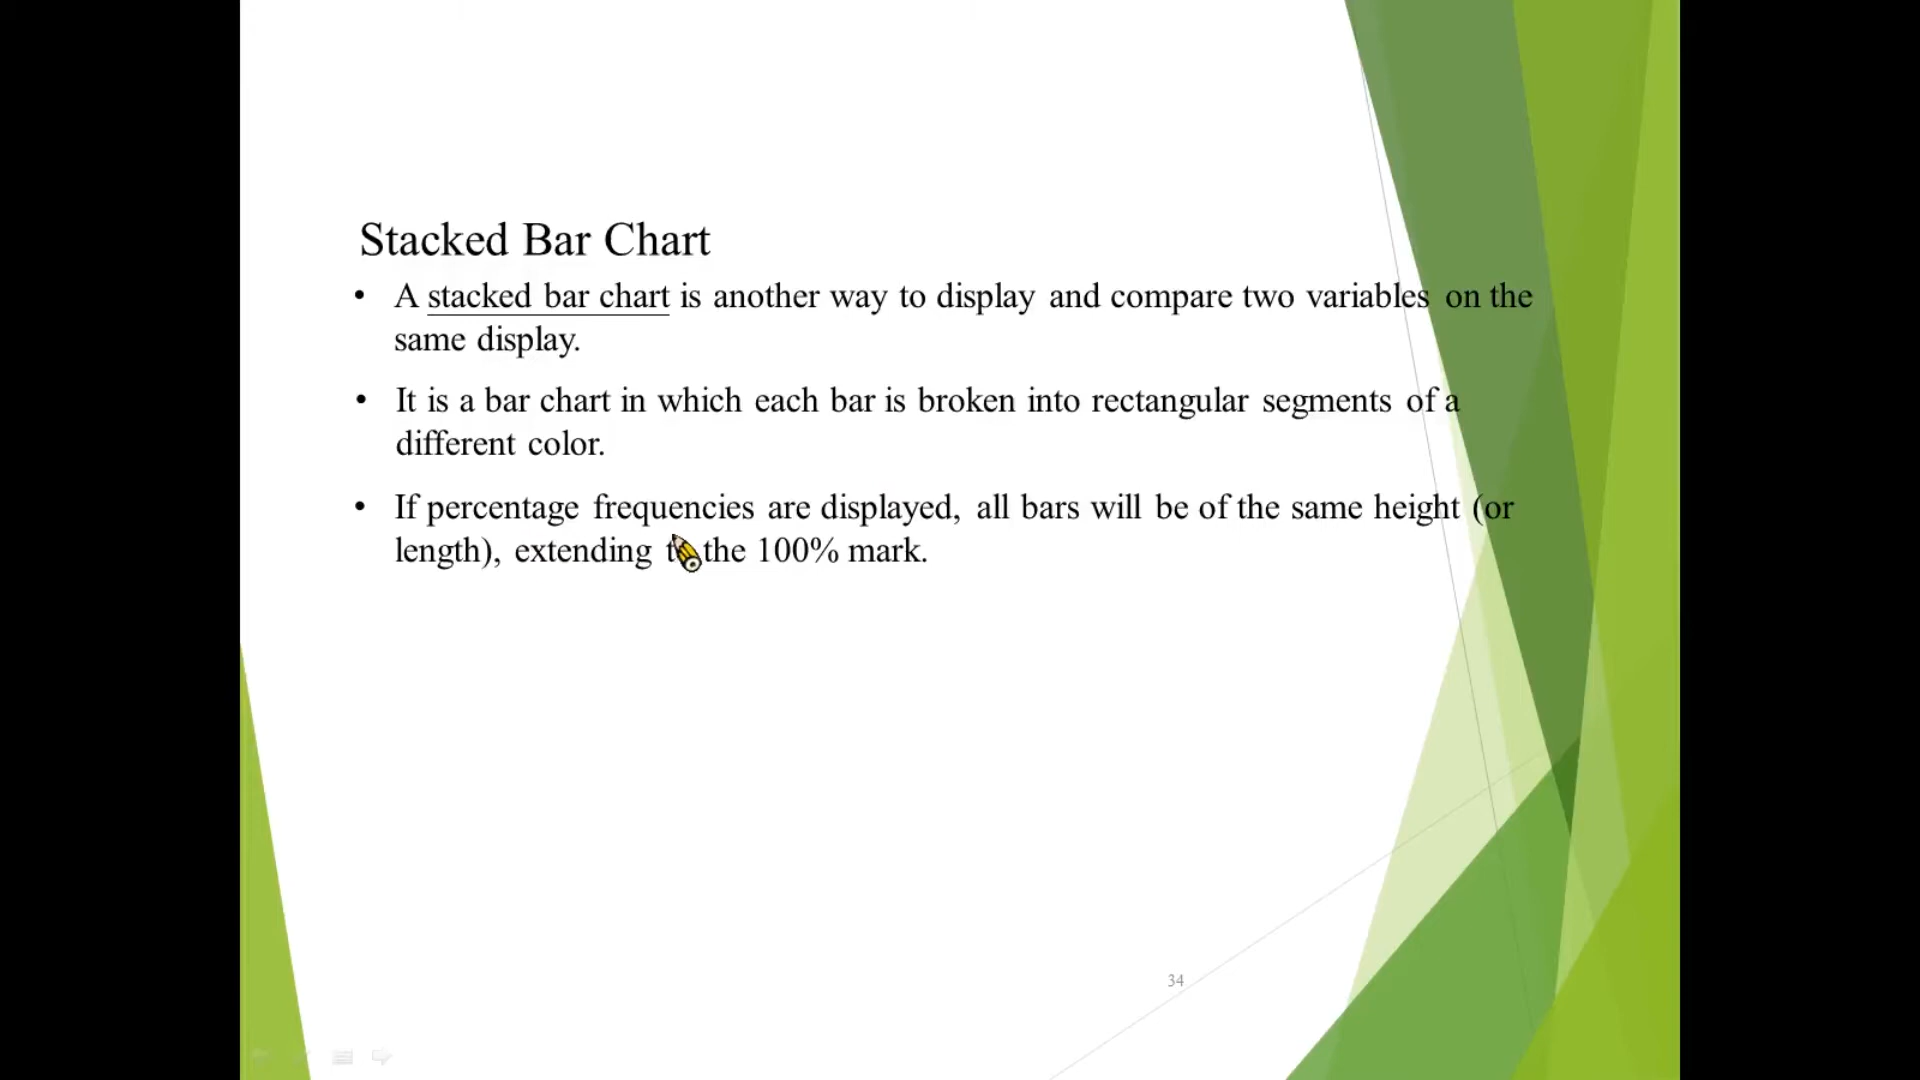 Stacked Bar Chart
• A stacked bar chart is another way to display and compare two variables on the
same display.
• It is a bar chart in which each bar is broken into rectangular segments of a
different color.
• If percentage frequencies are displayed, all bars will be of the same height (or
length), extending to the 100% mark.
34